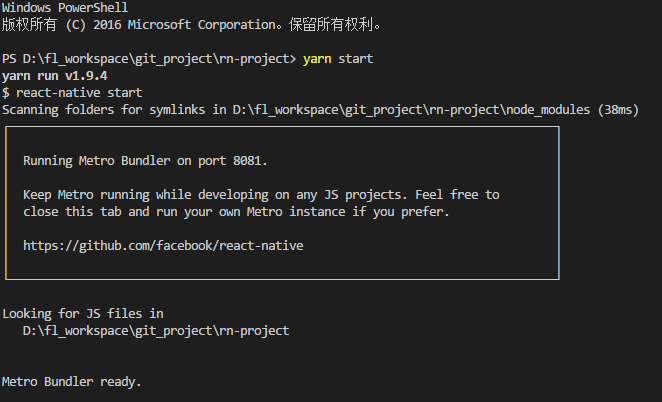 Windows PowerShell
版权所有 (C) 2016 Microsoft Corporation。保留所有权利。
PS D:\fl_workspace\git_project\rn-project> yarn start
yarn run v1.9.4
$ react-native start
Scanning folders for symlinks in D:\fl_workspace\git_project\rn-project\node_modules (38ms)
Running Metro Bundler on port 8081.
Keep Metro running while developing on any JS projects. Feel free to
close this tab and run your own Metro instance if you prefer.
https://github.com/facebook/react-native
Looking for JS files in
D:\fl_workspace\git_project\rn-project
Metro Bundler ready.